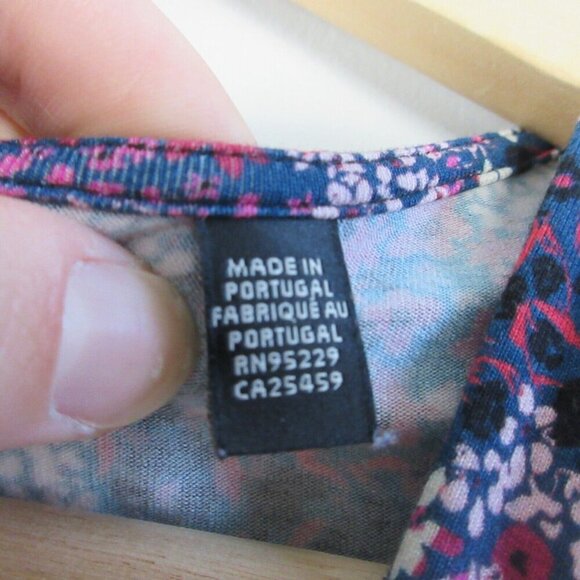 MADE IN
PORTUGAL
FABRIQUÉ AU
PORTUGAL
RN95229
CA25459